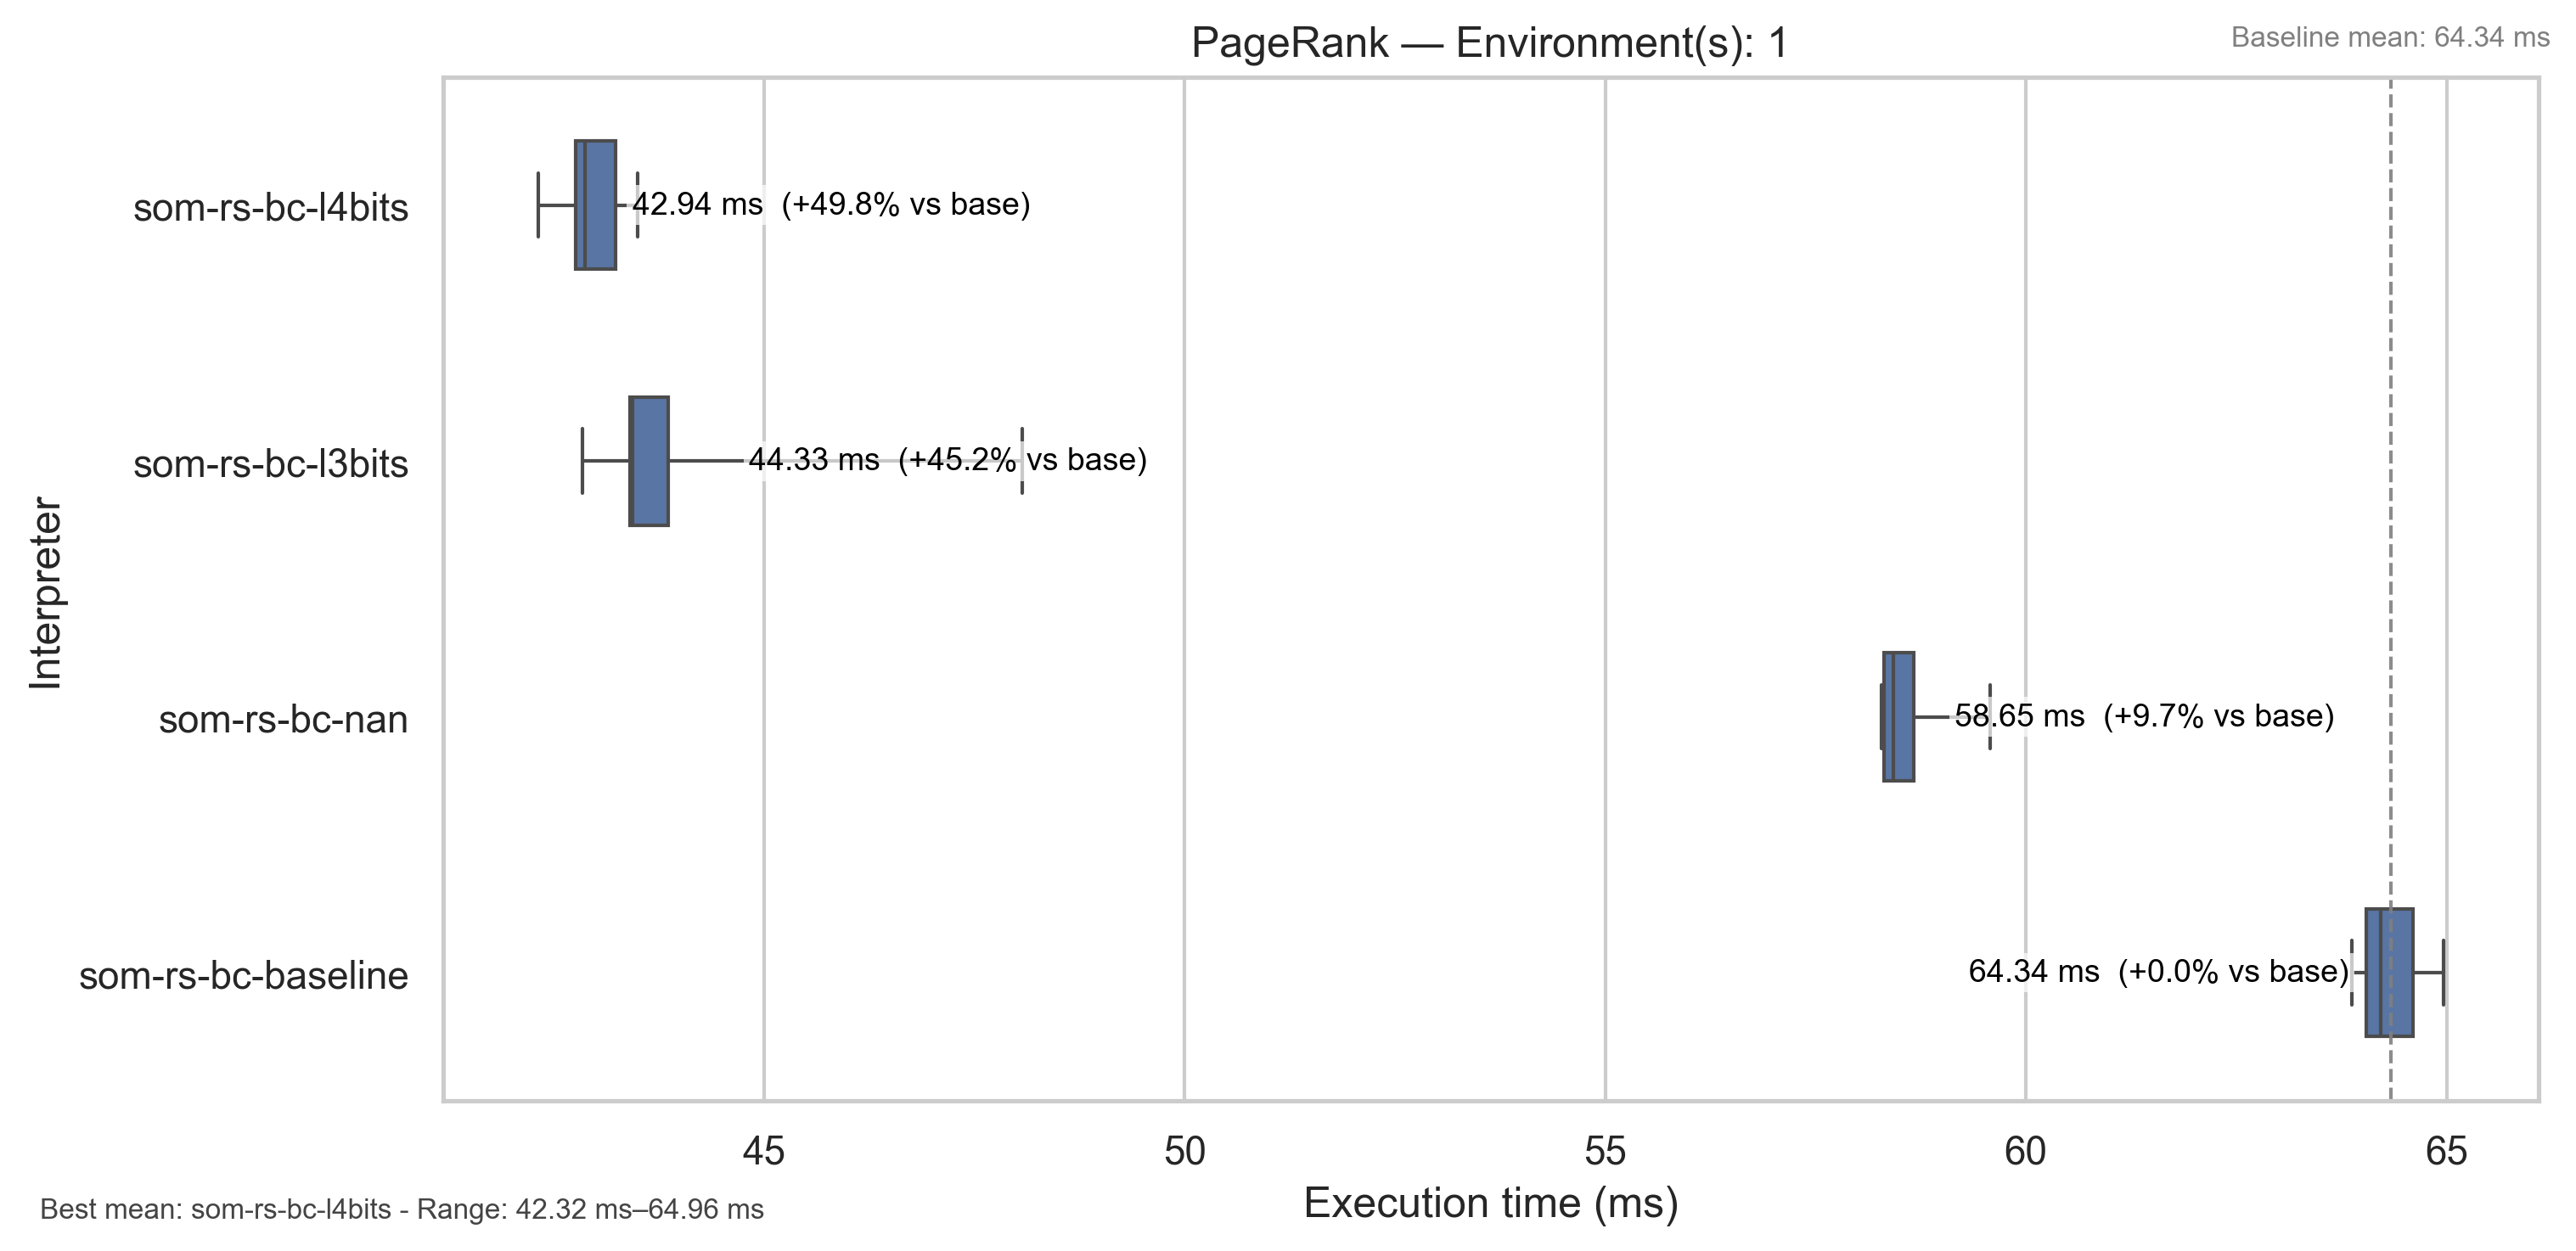 PageRank — Environment(s): 1
Baseline mean: 64.34 ms
som-rs-bc-l4bits
42.94 ms  (+49.8% vs base)
som-rs-bc-l3bits
44.33 ms  (+45.2% vs base)
Interpreter
som-rs-bc-nan
58.65 ms  (+9.7% vs base)
som-rs-bc-baseline
64.34 ms  (+0.0% vs base)
45 50 55 60 65
Execution time (ms)
Best mean: som-rs-bc-l4bits - Range: 42.32 ms–64.96 ms